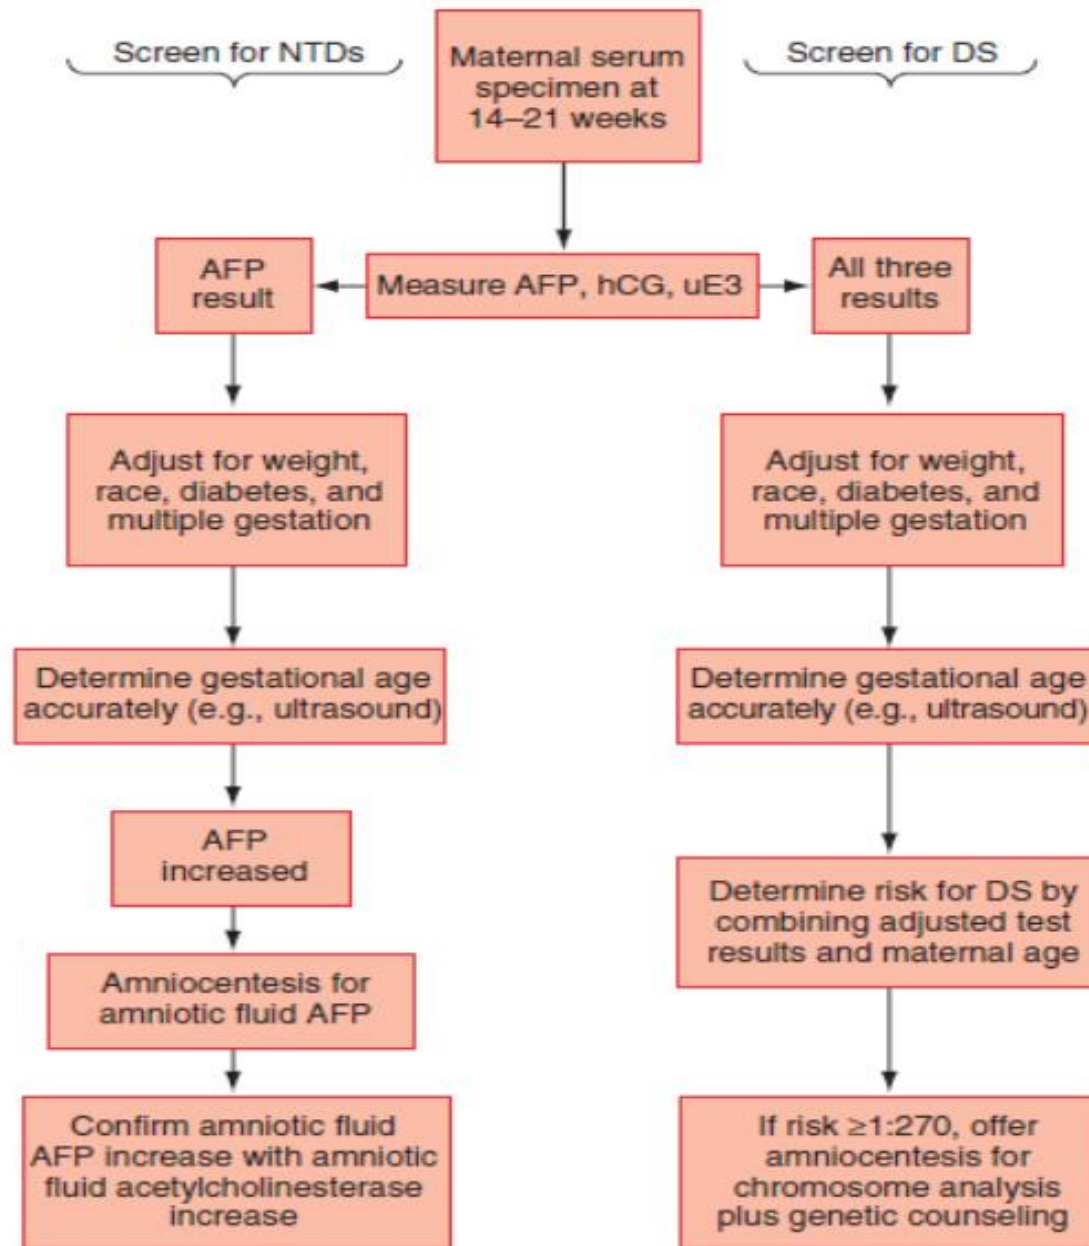 Screen for NTDs
Maternal serum
specimen at
14–21 weeks
Screen for DS
AFP
result
Measure AFP, hCG, uE3
All three
results
Adjust for weight,
race, diabetes, and
multiple gestation
Adjust for weight,
race, diabetes, and
multiple gestation
Determine gestational age
accurately (e.g., ultrasound)
Determine gestational age
accurately (e.g., ultrasound)
AFP
increased
Determine risk for DS by
combining adjusted test
results and maternal age
Amniocentesis for
amniotic fluid AFP
Confirm amniotic fluid
AFP increase with amniotic
fluid acetylcholinesterase
increase
If risk ≥1:270, offer
amniocentesis for
chromosome analysis
plus genetic counseling